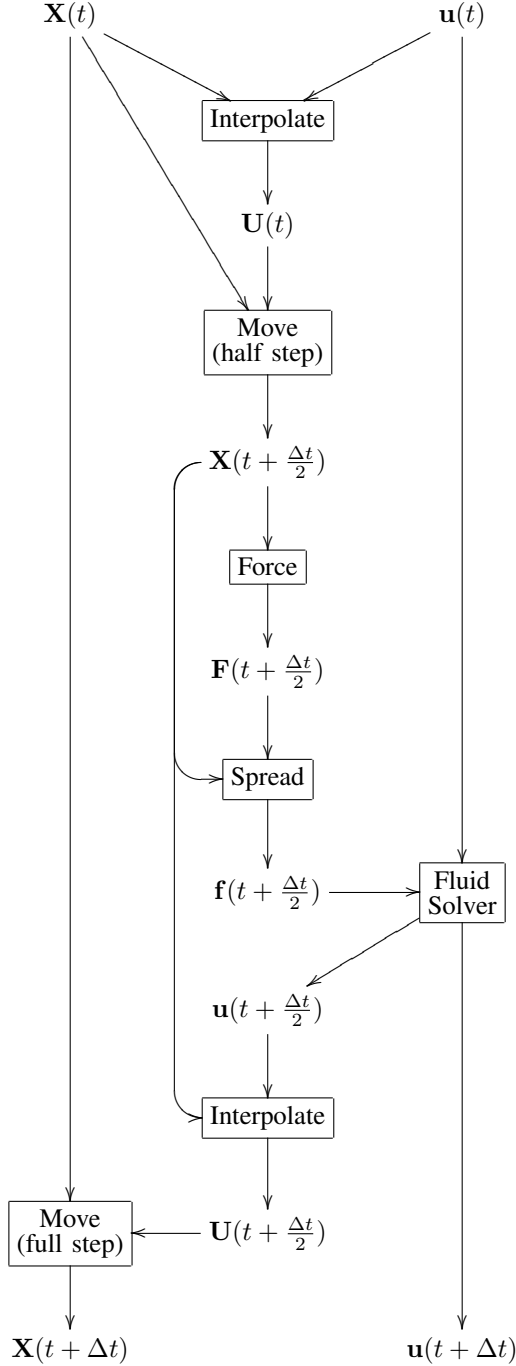 X(t) u(t)
Interpolate
U(t)
Move
(half step)
X(t + Δt/2)
Force
F(t + Δt/2)
Spread
f(t + Δt/2)
Fluid
Solver
u(t + Δt/2)
Interpolate
Move
(full step)
U(t + Δt/2)
X(t + Δt) u(t + Δt)